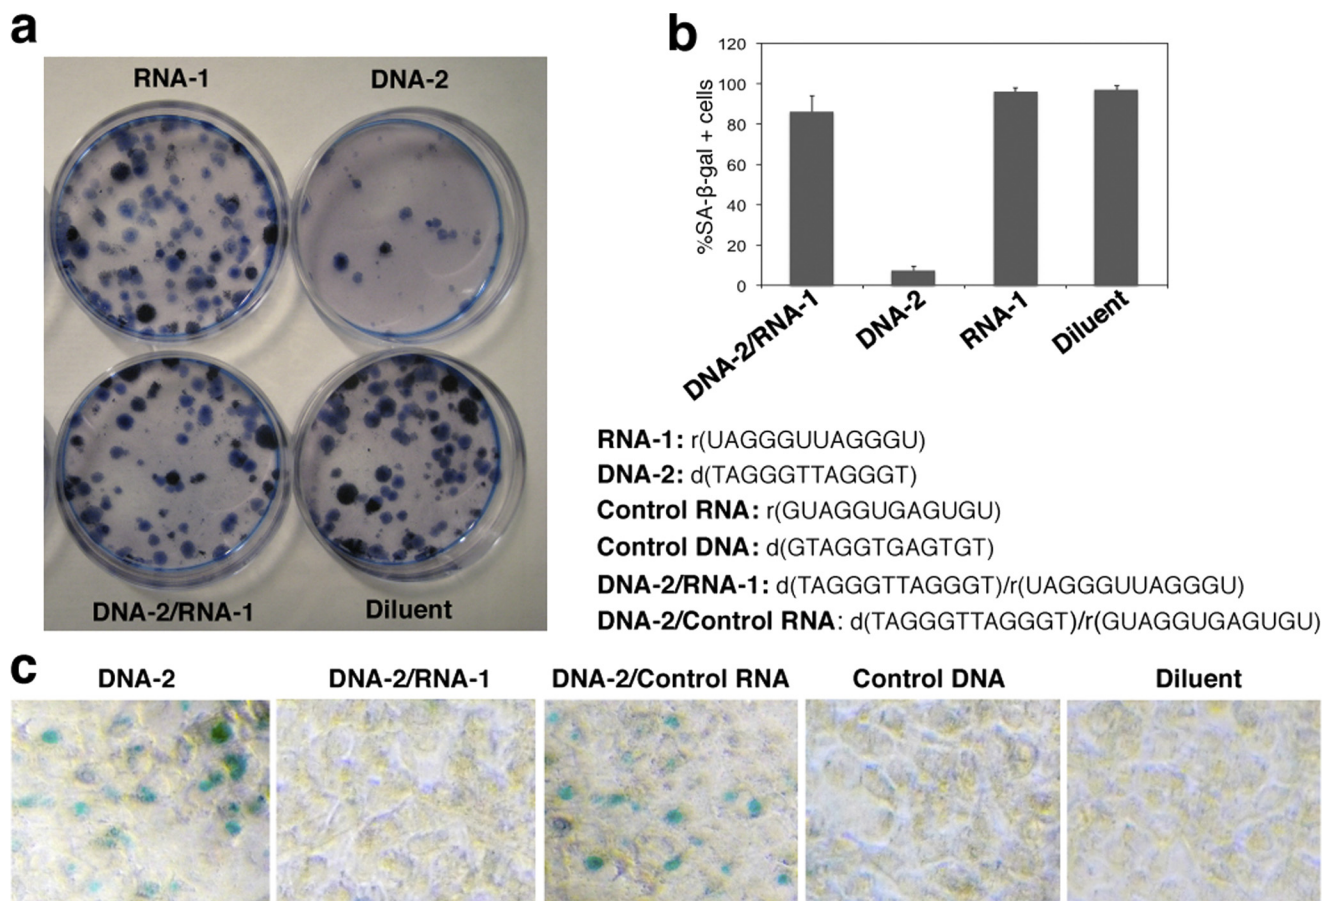 a
RNA-1 DNA-2
DNA-2/RNA-1 Diluent
b
%SA-β-gal + cells
120
100
80
60
40
20
0
DNA-2/RNA-1 DNA-2 RNA-1 Diluent
RNA-1: r(UAGGGUUAGGGU)
DNA-2: d(TAGGGTTAGGGT)
Control RNA: r(GUAGGUGAGUGU)
Control DNA: d(GTAGGTGAGTGT)
DNA-2/RNA-1: d(TAGGGTTAGGGT)/r(UAGGGUUAGGGU)
DNA-2/Control RNA: d(TAGGGTTAGGGT)/r(GUAGGUGAGUGU)
c
DNA-2 DNA-2/RNA-1 DNA-2/Control RNA Control DNA Diluent